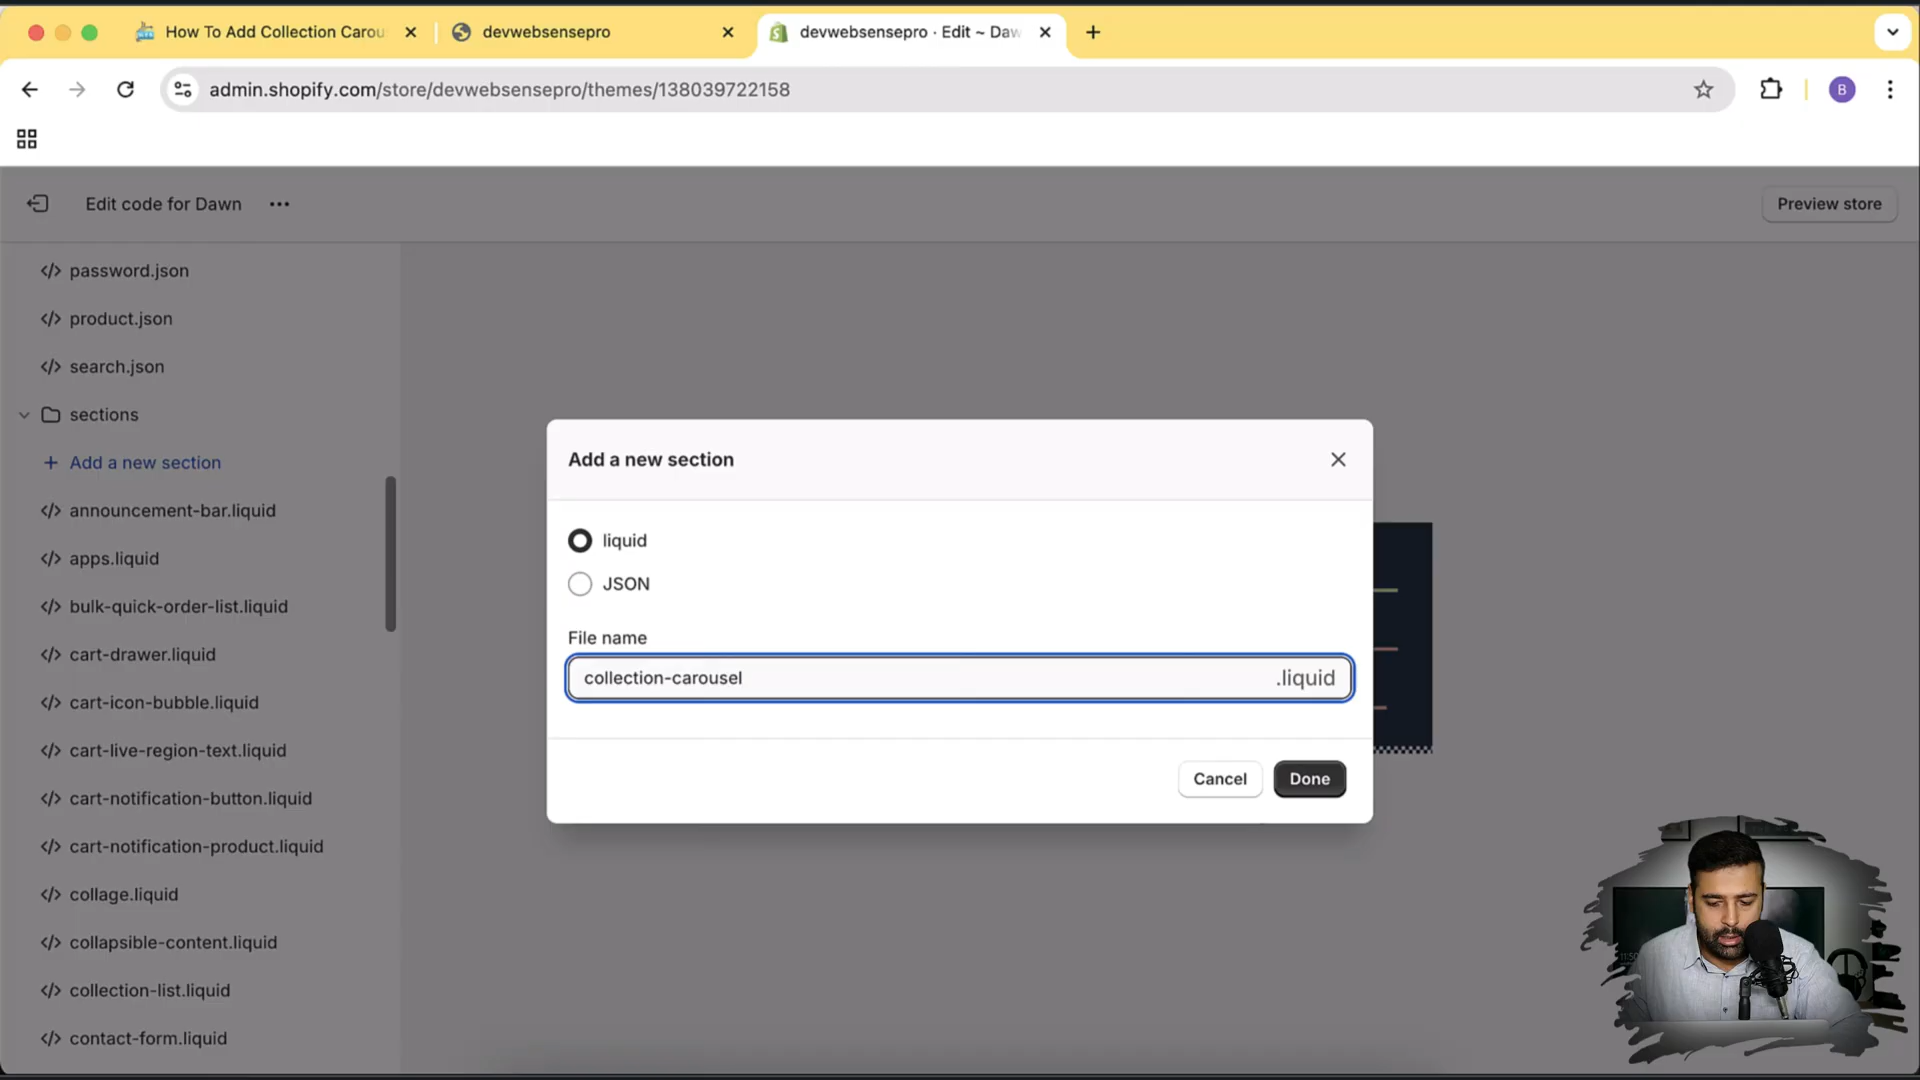 How To Add Collection Carou
devwebsensepro
devwebsensepro · Edit ~ Daw
admin.shopify.com/store/devwebsensepro/themes/138039722158
B
Edit code for Dawn
Preview store
password.json
product.json
search.json
sections
Add a new section
announcement-bar.liquid
apps.liquid
bulk-quick-order-list.liquid
cart-drawer.liquid
cart-icon-bubble.liquid
cart-live-region-text.liquid
cart-notification-button.liquid
cart-notification-product.liquid
collage.liquid
collapsible-content.liquid
collection-list.liquid
contact-form.liquid
Add a new section
liquid
JSON
File name
collection-carousel
.liquid
Cancel
Done